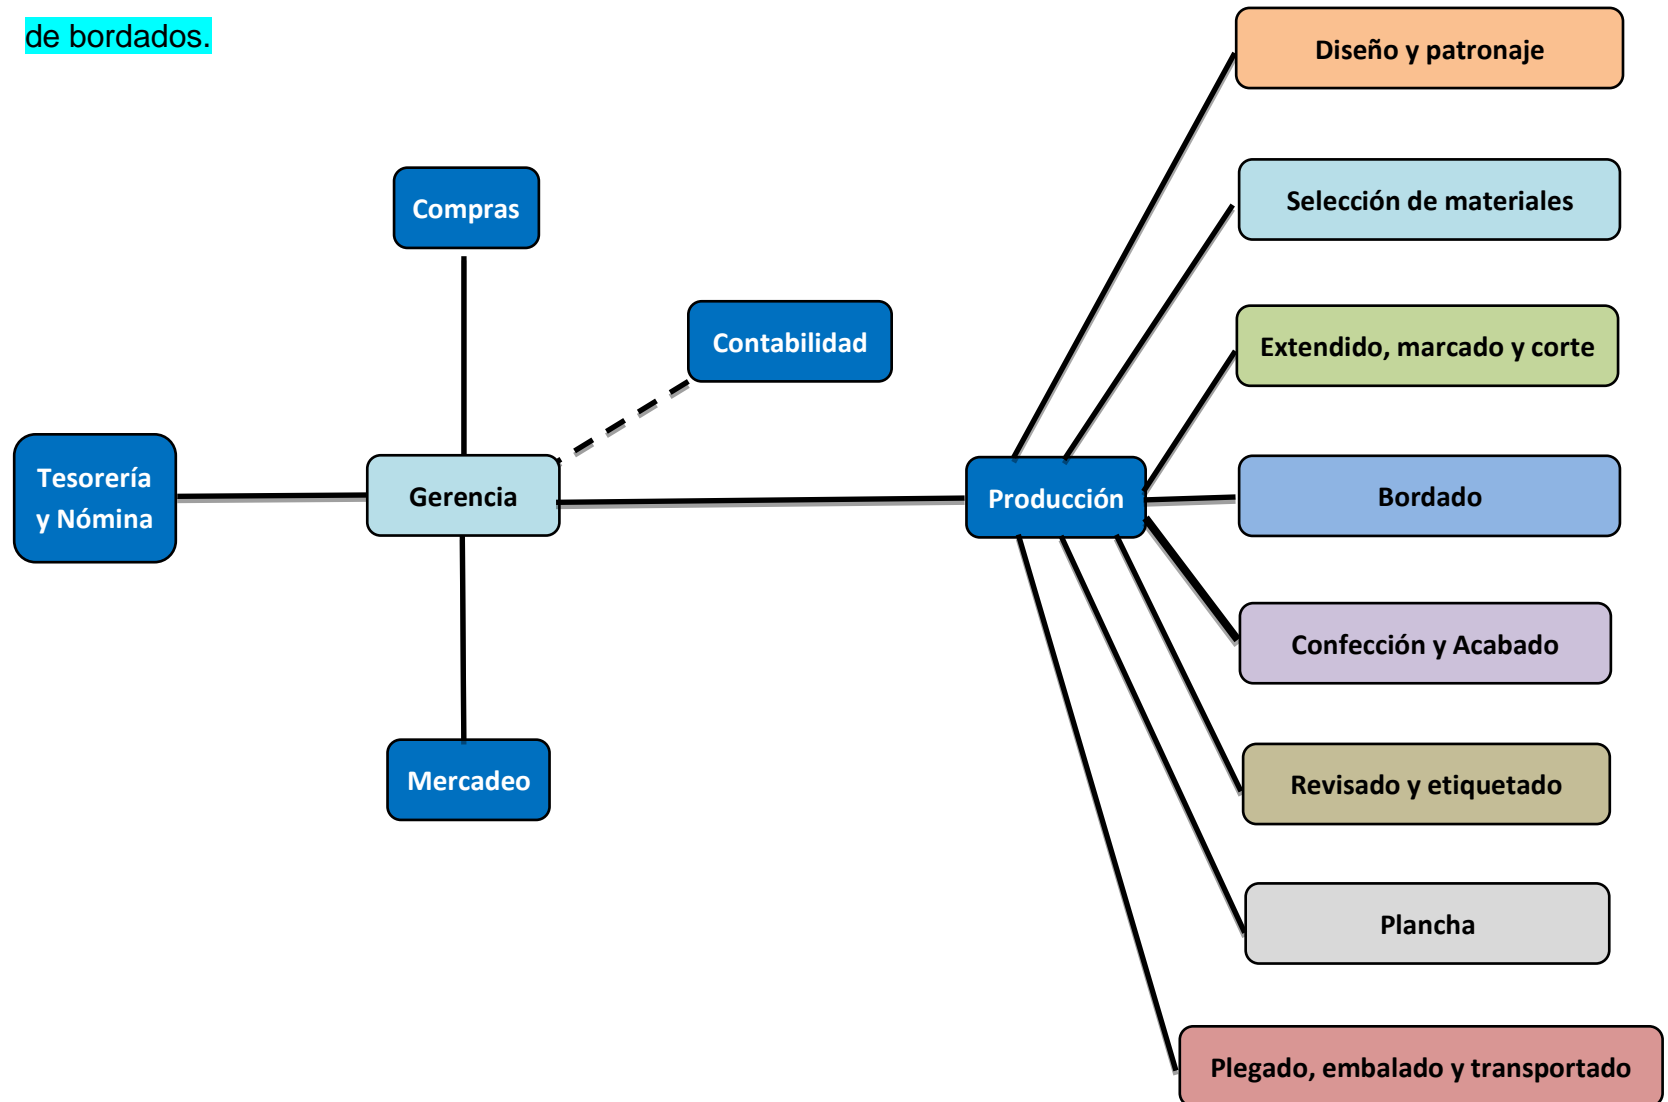 de bordados.
Diseño y patronaje
Selección de materiales
Compras
Contabilidad
Extendido, marcado y corte
Tesorería
y Nómina
Gerencia
Producción
Bordado
Confección y Acabado
Mercadeo
Revisado y etiquetado
Plancha
Plegado, embalado y transportado